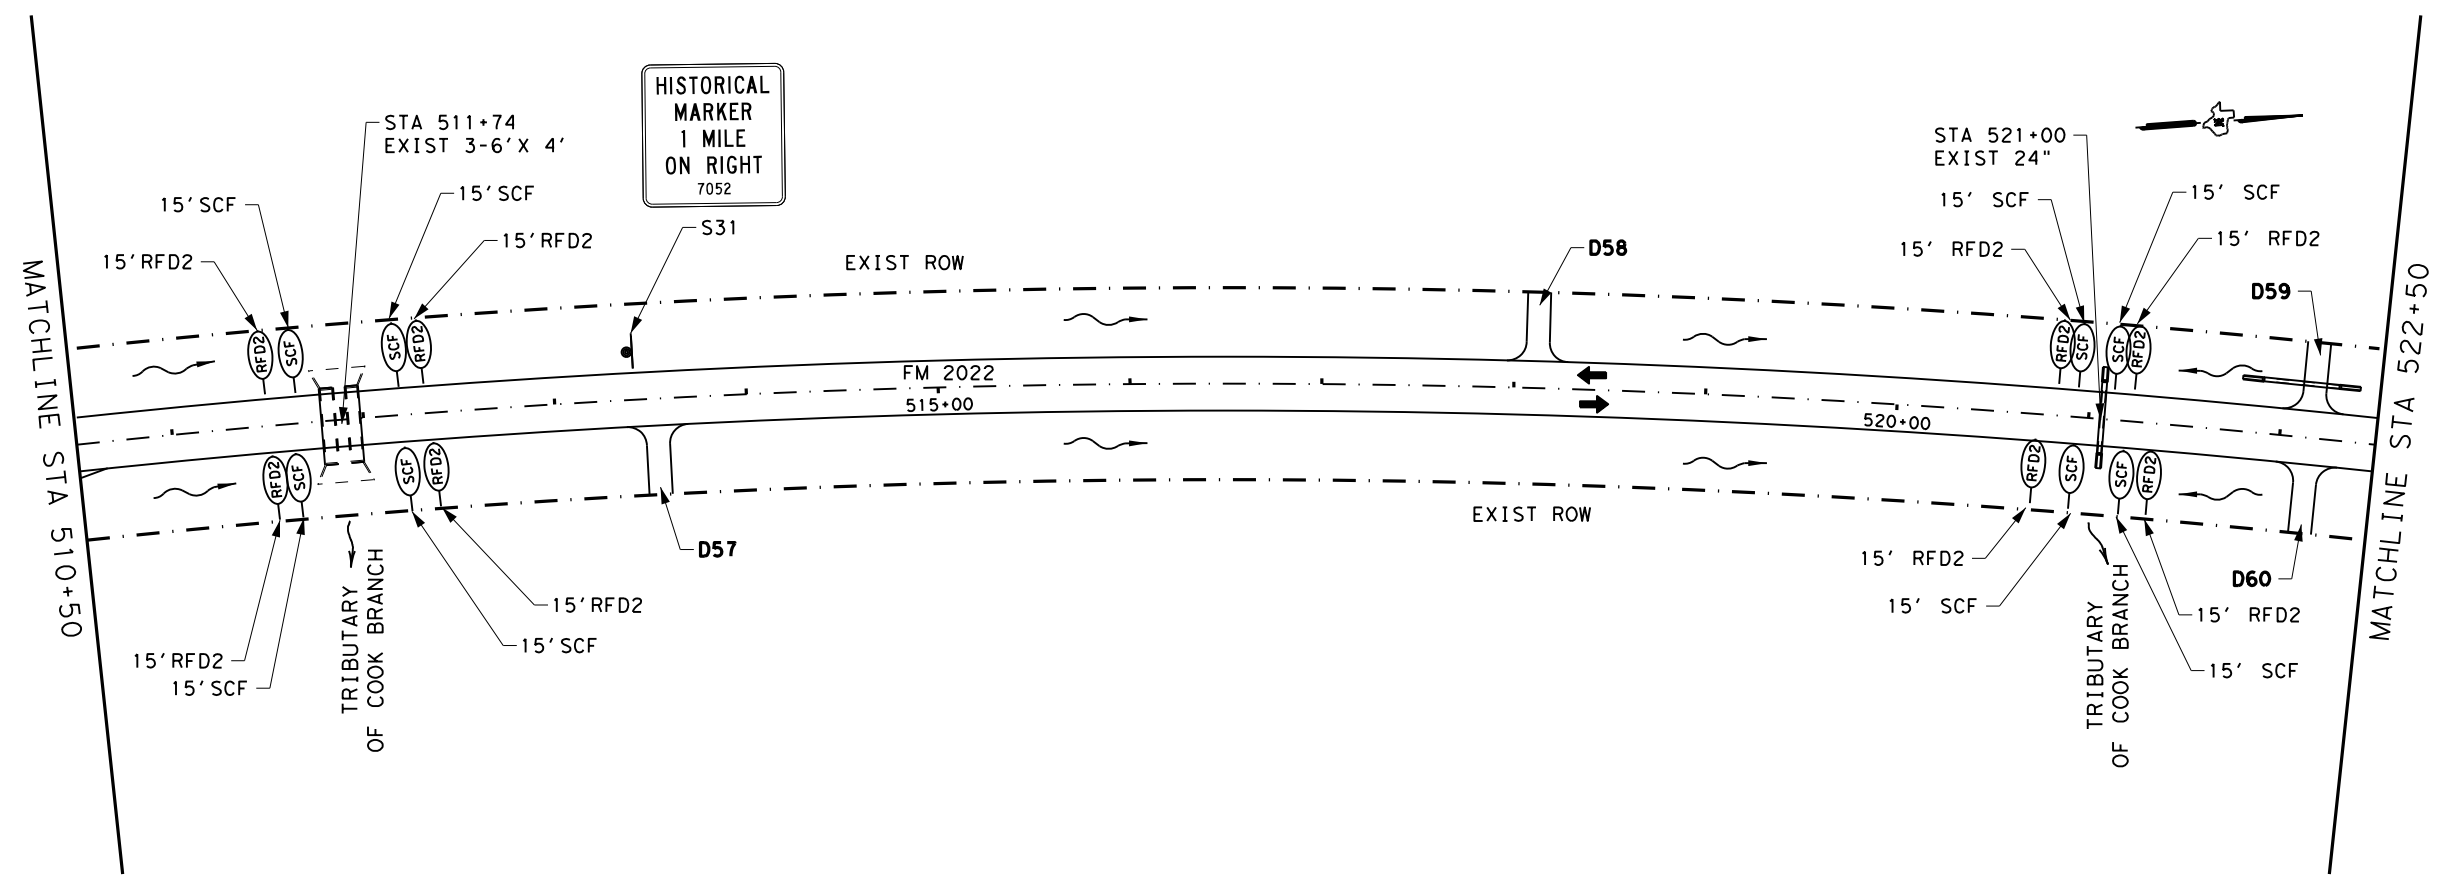 HISTORICAL
MARKER
1 MILE
ON RIGHT
7052
STA 511+74
EXIST 3-6'X 4'
STA 521+00
EXIST 24"
15'SCF
15'SCF
15' SCF
15' SCF
S31
15'RFD2
15'RFD2
15' RFD2
15' RFD2
EXIST ROW
D58
D59
MATCHLINE STA 510+50
MATCHLINE STA 522+50
RFD2
SCF
SCF
RFD2
RFD2
SCF
SCF
RFD2
FM 2022
515+00
520+00
RFD2
SCF
SCF
RFD2
RFD2
SCF
SCF
RFD2
EXIST ROW
D57
15' RFD2
D60
15'RFD2
15' SCF
15' RFD2
15'SCF
15'RFD2
15' SCF
15'SCF
TRIBUTARY
OF COOK BRANCH
TRIBUTARY
OF COOK BRANCH